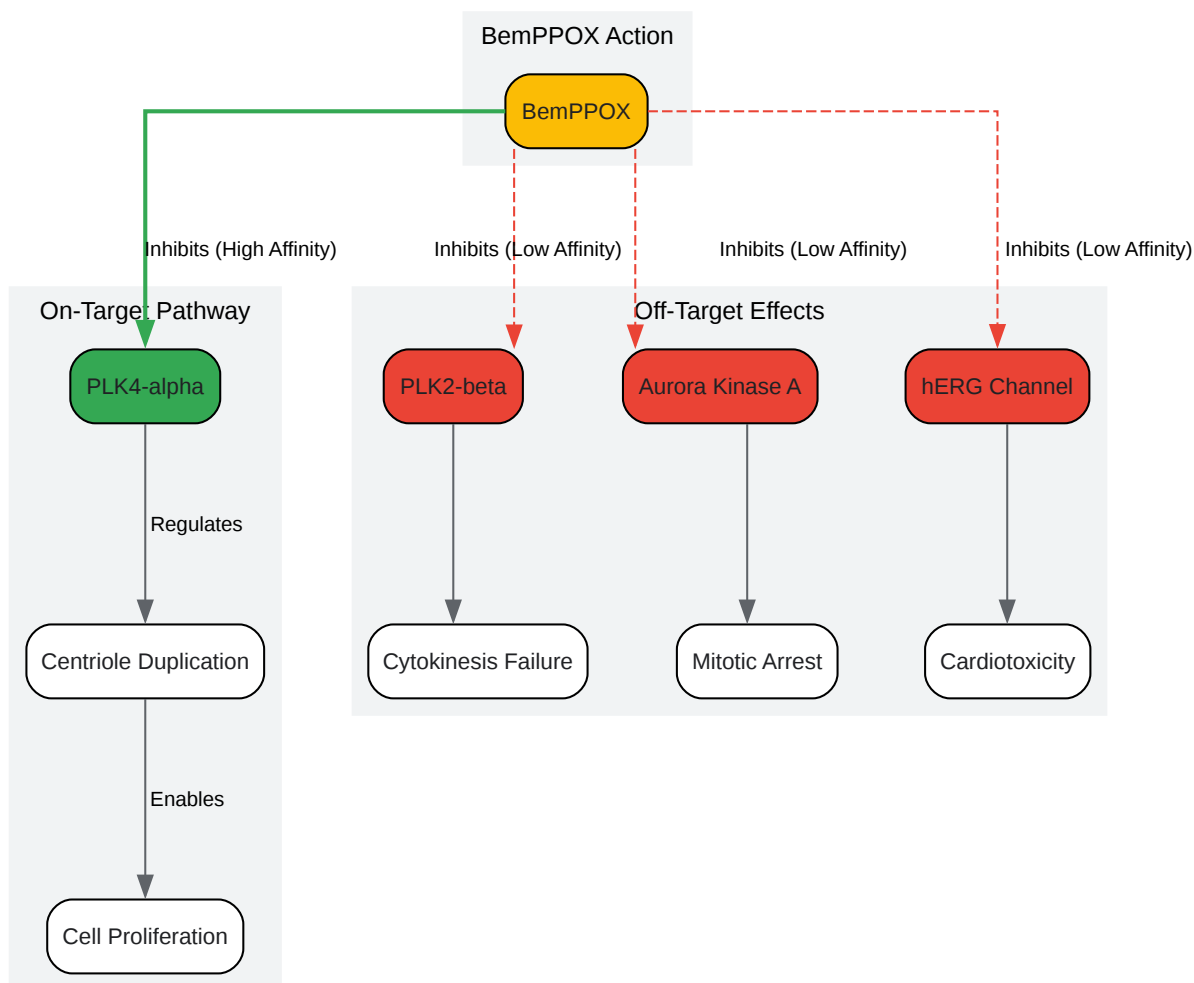 BemPPOX Action
BemPPOX
Inhibits (High Affinity)
Inhibits (Low Affinity)
Inhibits (Low Affinity)
Inhibits (Low Affinity)
On-Target Pathway
Off-Target Effects
PLK4-alpha
PLK2-beta
Aurora Kinase A
hERG Channel
Regulates
Centriole Duplication
Cytokinesis Failure
Mitotic Arrest
Cardiotoxicity
Enables
Cell Proliferation